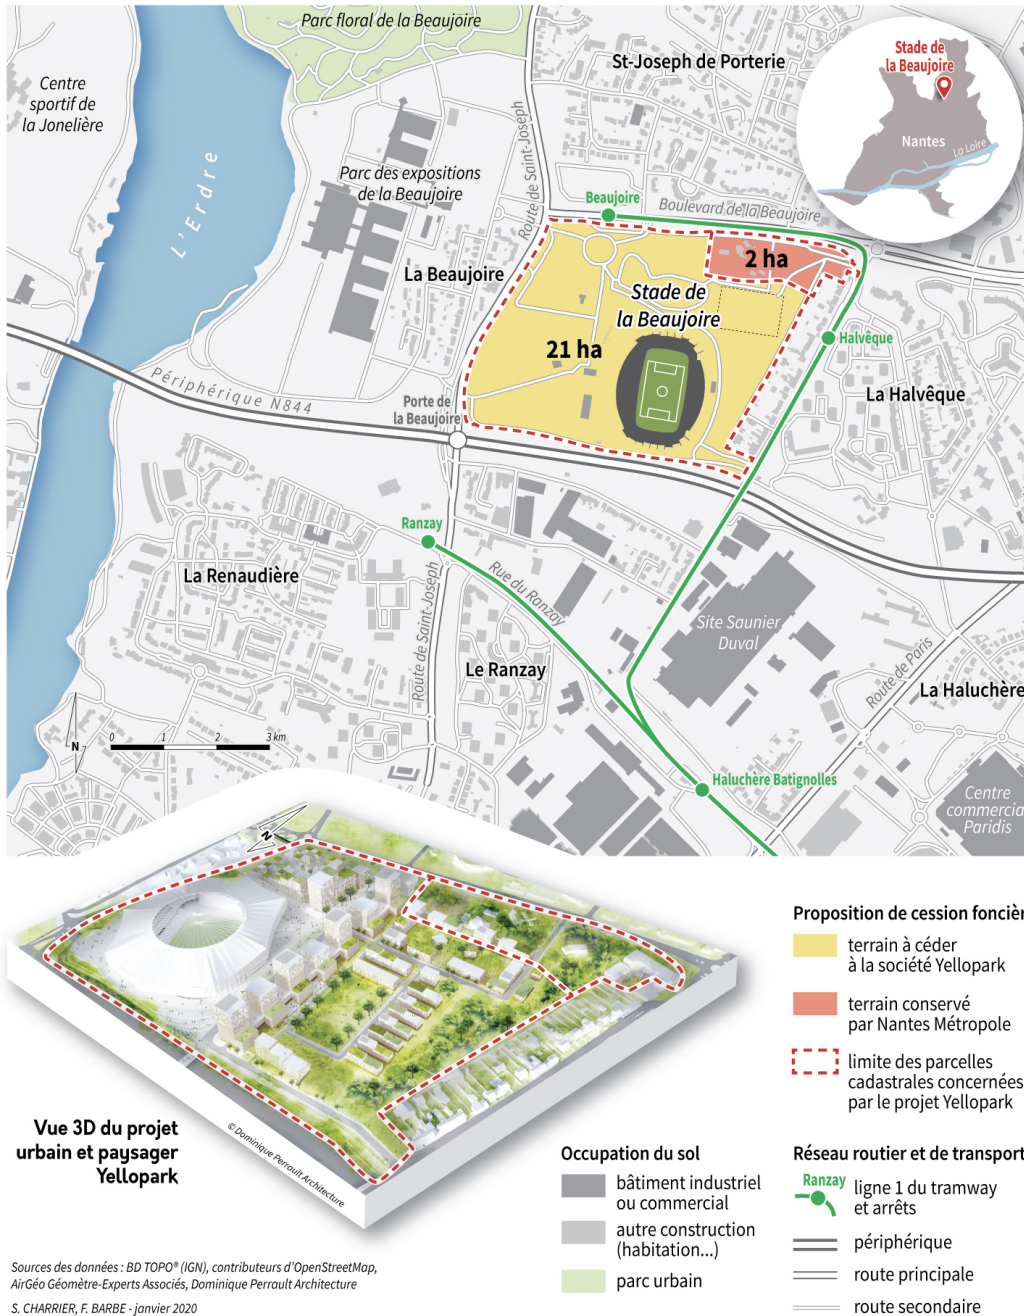 Parc floral de la Beaujoire
Centre
sportif de
la Jonelière
St-Joseph de Porterie
Stade de
la Beaujoire
Nantes
La Loire
L'Erdre
Parc des expositions
de la Beaujoire
Route de Saint-Joseph
Beaujoire
Boulevard de la Beaujoire
La Beaujoire
2 ha
Stade de
la Beaujoire
21 ha
Halvêque
La Halvêque
Périphérique N844
Porte de
la Beaujoire
Ranzay
La Renaudière
Rue du Ranzay
Route de Saint-Joseph
Le Ranzay
Site Saunier
Duval
Route de Paris
La Haluchère
N
0 1 2 3 km
Haluchère Batignolles
Centre
commercia
Paridis
N
Vue 3D du projet
urbain et paysager
Yellopark
© Dominique Perrault Architecture
Proposition de cession foncièr
terrain à céder
à la société Yellopark
terrain conservé
par Nantes Métropole
limite des parcelles
cadastrales concernées
par le projet Yellopark
Occupation du sol
bâtiment industriel
ou commercial
autre construction
(habitation...)
parc urbain
Réseau routier et de transport
Ranzay
ligne 1 du tramway
et arrêts
périphérique
route principale
route secondaire
Sources des données : BD TOPO® (IGN), contributeurs d'OpenStreetMap,
AirGéo Géomètre-Experts Associés, Dominique Perrault Architecture
S. CHARRIER, F. BARBE - janvier 2020